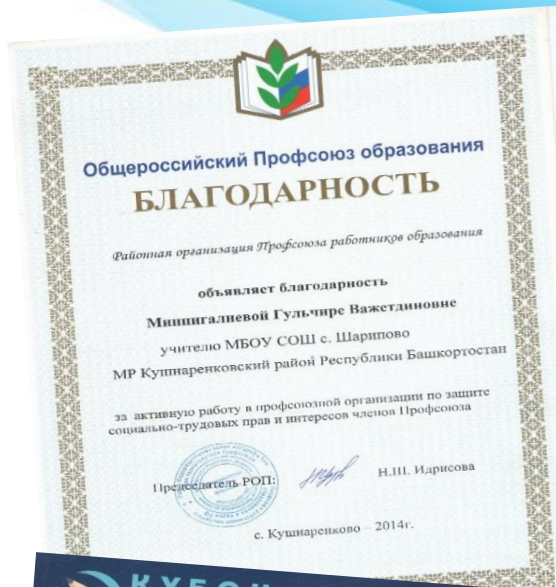 Общероссийский Профсоюз образования
БЛАГОДАРНОСТЬ
Районная организация Профсоюза работников образования
объявляет благодарность
Миннигалиевой Гульчире Важетдиновне
учителю МБОУ СОШ с. Шарипово
МР Кушнаренковский район Республики Башкортостан
за активную работу в профсоюзной организации по защите
социально-трудовых прав и интересов членов Профсоюза
Председатель РОП: Н.Ш. Идрисова
с. Кушнаренково – 2014г.